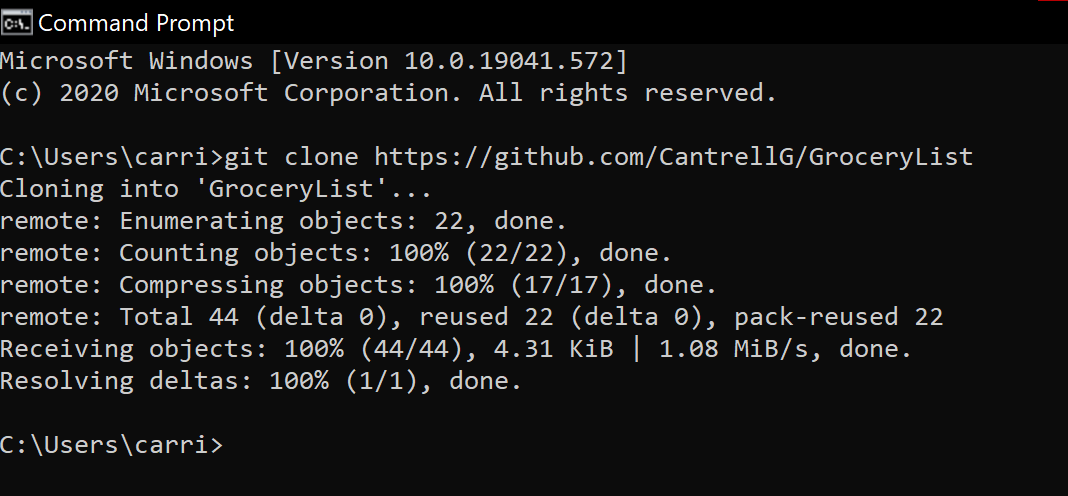 Command Prompt
Microsoft Windows [Version 10.0.19041.572]
(c) 2020 Microsoft Corporation. All rights reserved.
C:\Users\carri>git clone https://github.com/CantrellG/GroceryList
Cloning into 'GroceryList'...
remote: Enumerating objects: 22, done.
remote: Counting objects: 100% (22/22), done.
remote: Compressing objects: 100% (17/17), done.
remote: Total 44 (delta 0), reused 22 (delta 0), pack-reused 22
Receiving objects: 100% (44/44), 4.31 KiB | 1.08 MiB/s, done.
Resolving deltas: 100% (1/1), done.
C:\Users\carri>